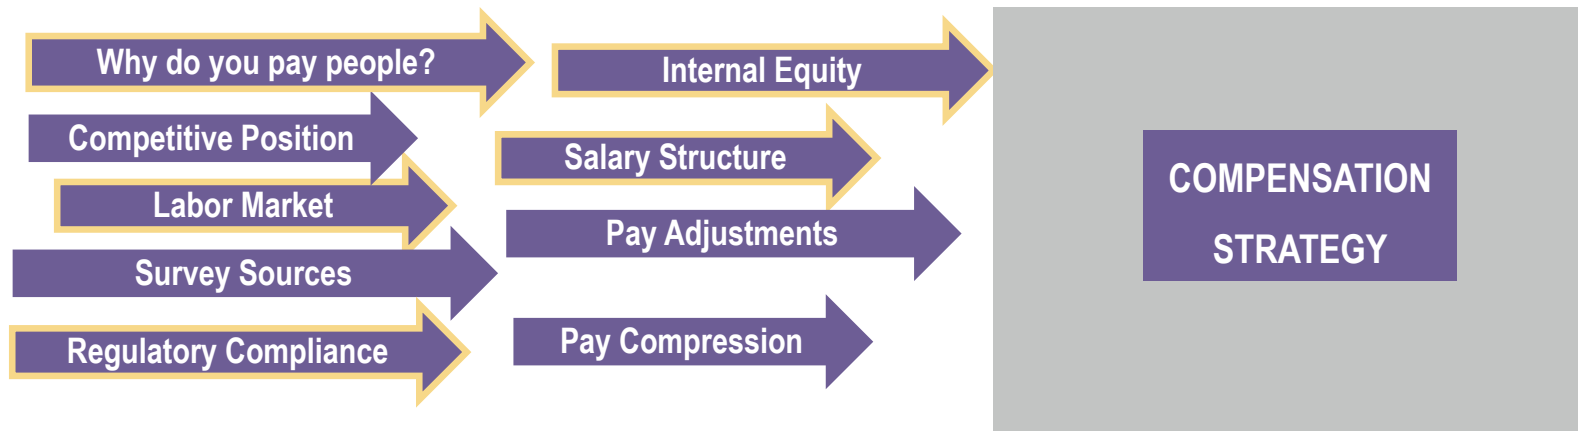 Why do you pay people?
Competitive Position
Labor Market
Survey Sources
Regulatory Compliance
Internal Equity
Salary Structure
Pay Adjustments
Pay Compression
COMPENSATION
STRATEGY